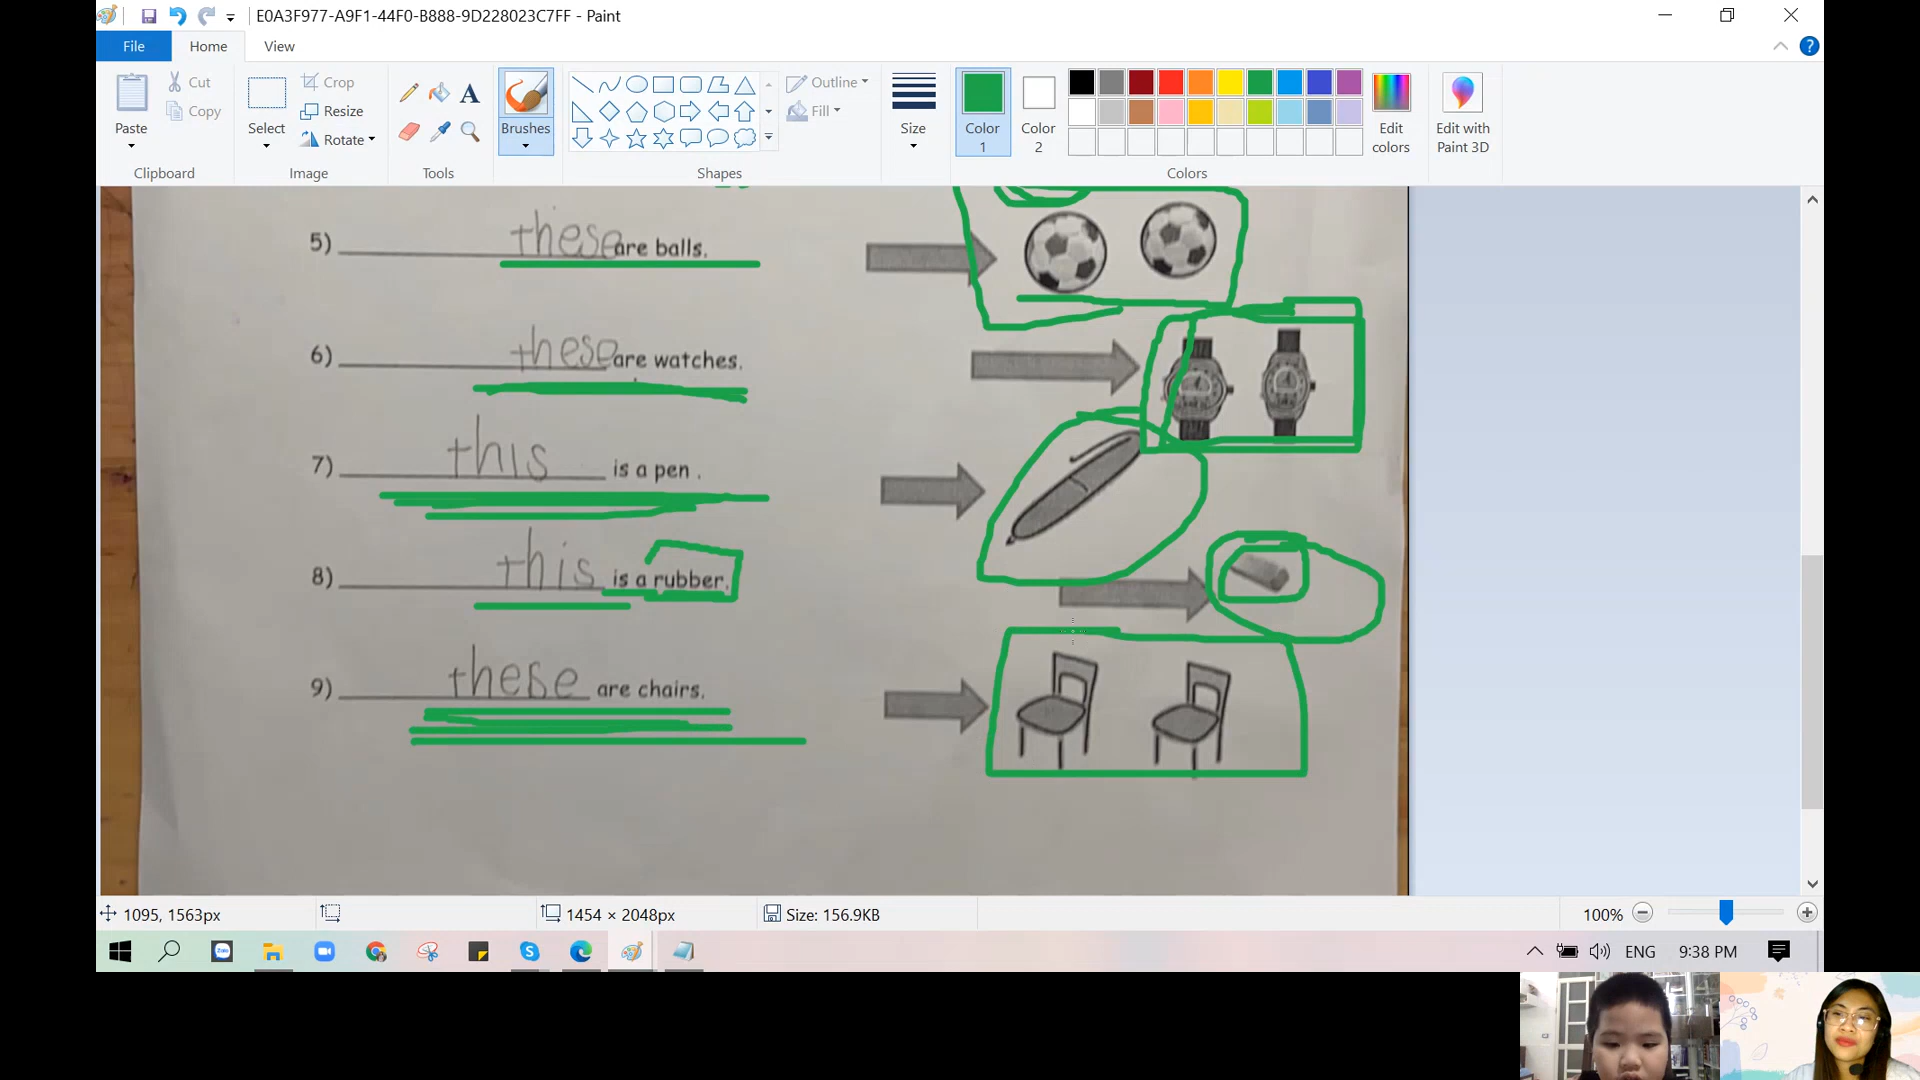 E0A3F977-A9F1-44F0-B888-9D228023C7FF - Paint
File Home View
Paste
Cut
Copy
Clipboard
Select
Crop
Resize
Rotate
Image
Tools
Brushes
Shapes
Outline
Fill
Size
Color 1
Color 2
Colors
Edit colors
Edit with Paint 3D
5) these are balls.
6) these are watches.
7) this is a pen .
8) this is a rubber.
9) these are chairs.
1095, 1563px
1454 × 2048px
Size: 156.9KB
100%
Zalo
ENG
9:38 PM